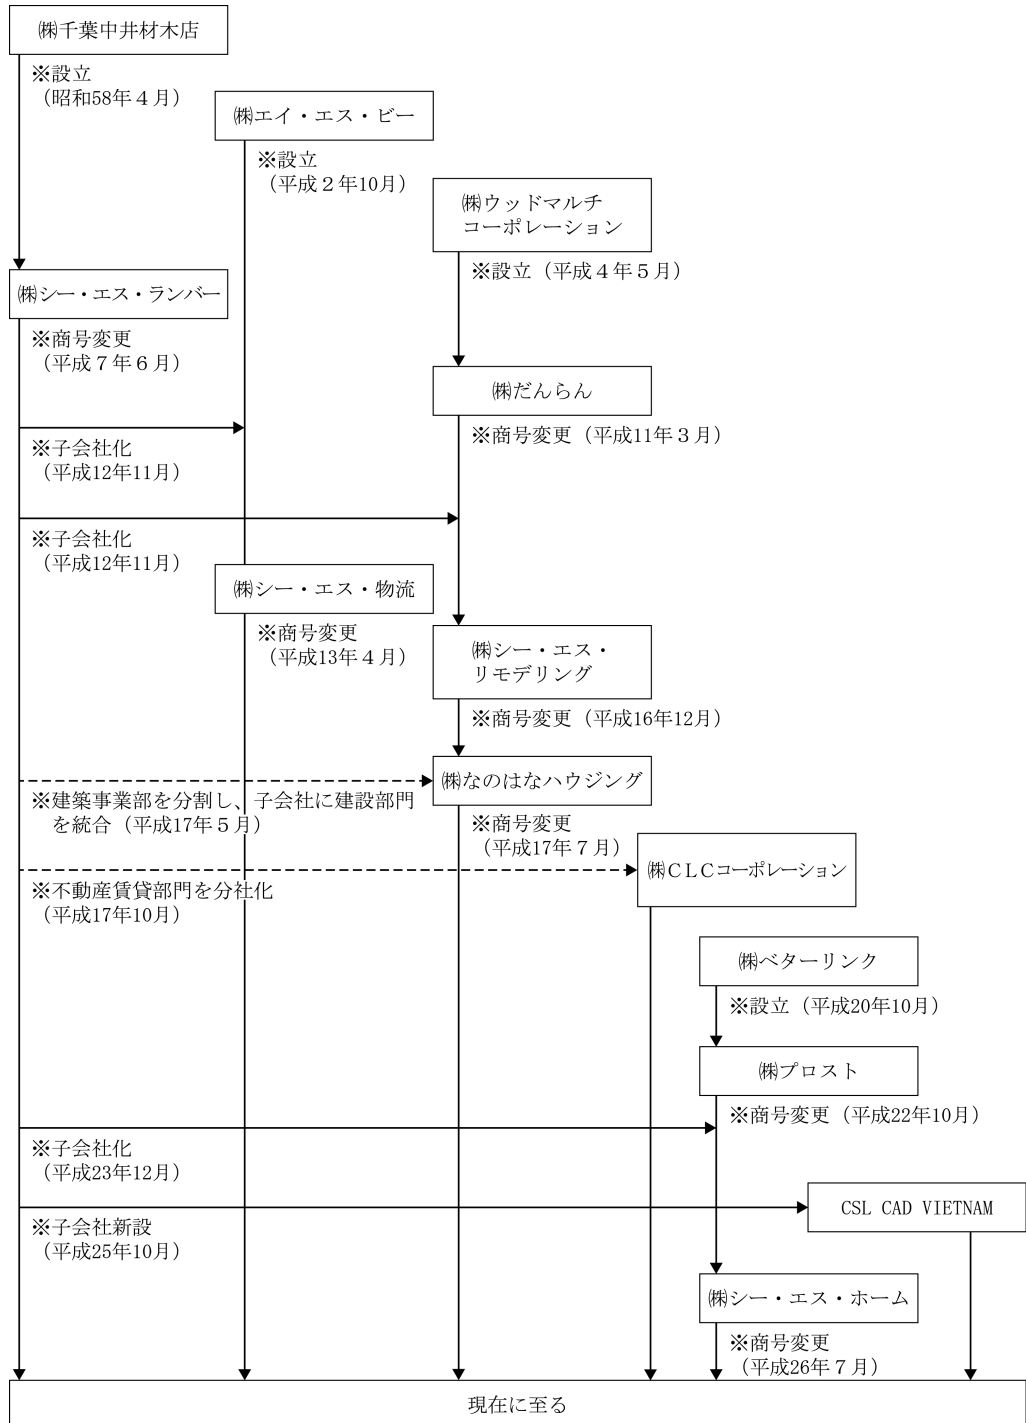 ㈱千葉中井材木店
※設立
（昭和58年４月）
㈱エイ・エス・ビー
※設立
（平成２年10月）
㈱ウッドマルチ
コーポレーション
※設立（平成４年５月）
㈱シー・エス・ランバー
※商号変更
（平成７年６月）
㈱だんらん
※商号変更（平成11年３月）
※子会社化
（平成12年11月）
※子会社化
（平成12年11月）
㈱シー・エス・物流
※商号変更
（平成13年４月）
㈱シー・エス・
リモデリング
※商号変更（平成16年12月）
㈱なのはなハウジング
※建築事業部を分割し、子会社に建設部門
を統合（平成17年５月）
※商号変更
（平成17年７月）
㈱ＣＬＣコーポレーション
※不動産賃貸部門を分社化
（平成17年10月）
㈱ベターリンク
※設立（平成20年10月）
㈱プロスト
※商号変更（平成22年10月）
※子会社化
（平成23年12月）
CSL CAD VIETNAM
※子会社新設
（平成25年10月）
㈱シー・エス・ホーム
※商号変更
（平成26年７月）
現在に至る